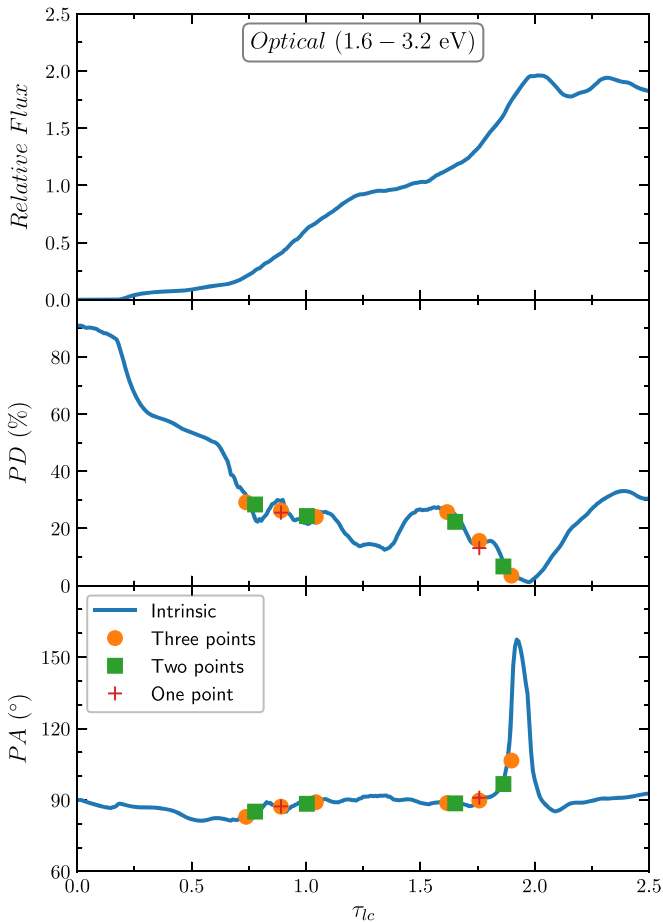 Optical (1.6 − 3.2 eV)
Relative Flux
2.5
2.0
1.5
1.0
0.5
0.0
PD (%)
80
60
40
20
0
Intrinsic
Three points
Two points
One point
PA (°)
150
120
90
60
0.0 0.5 1.0 1.5 2.0 2.5
τlc